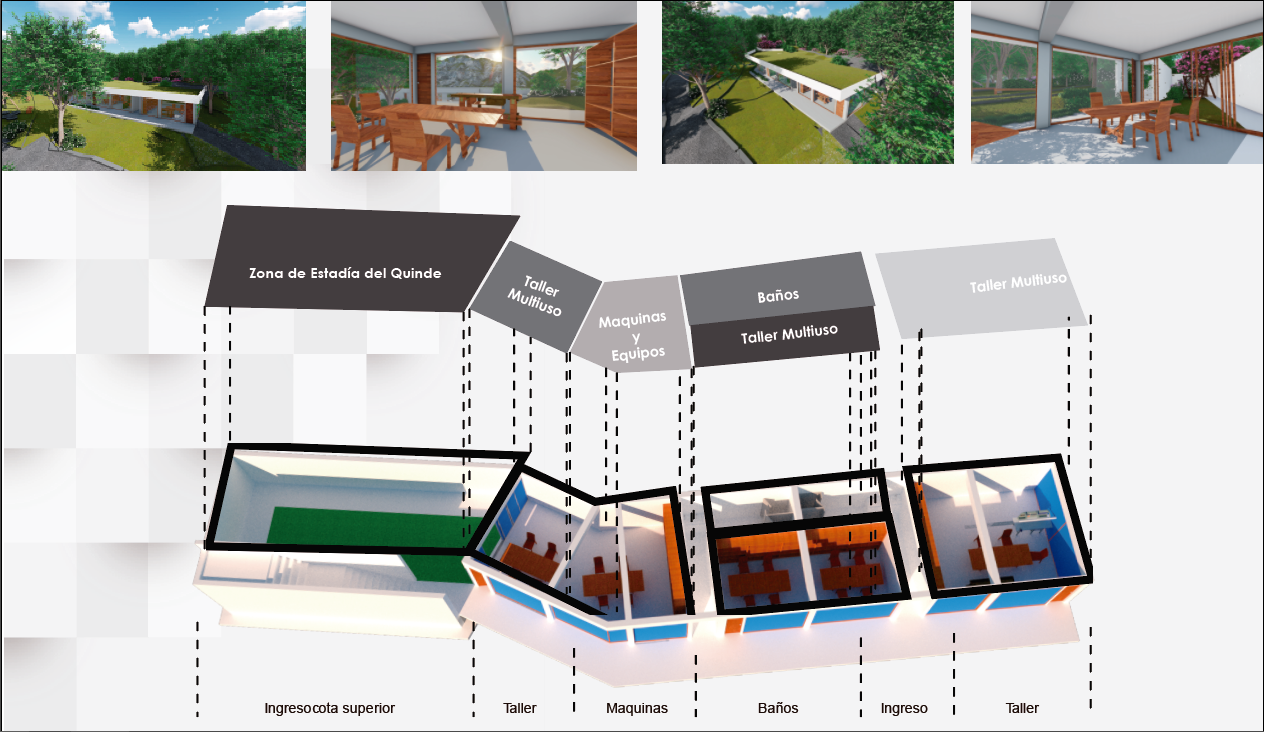 Zona de Estadía del Quinde
Taller
Multiuso
Maquinas
y
Equipos
Baños
Taller Multiuso
Taller Multiuso
Ingresocota superior
Taller
Maquinas
Baños
Ingreso
Taller